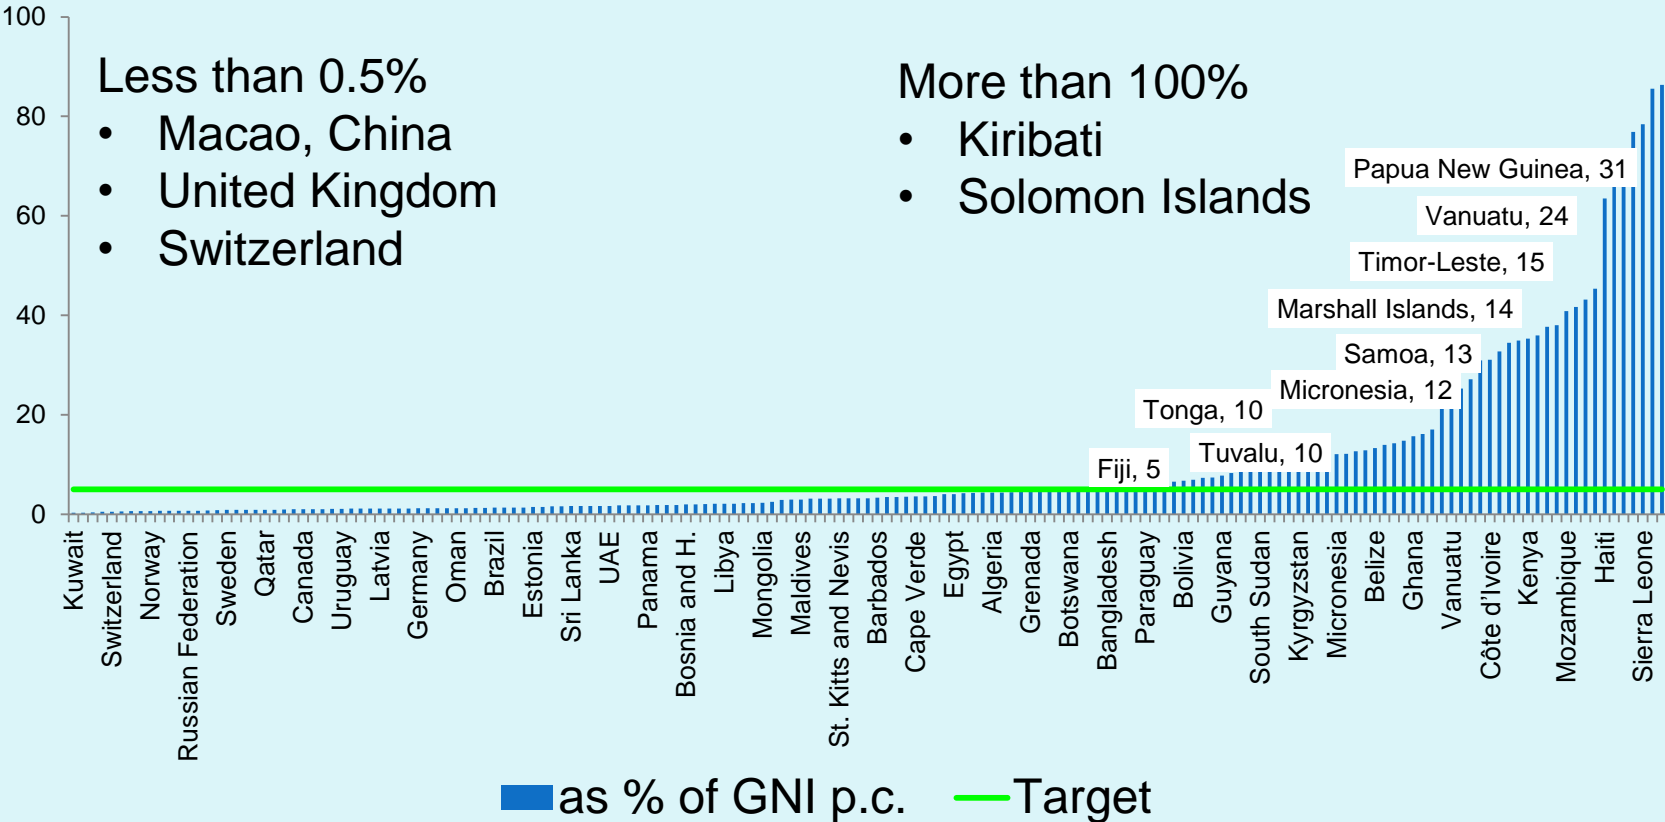 100
80
60
40
20
0
Less than 0.5%
• Macao, China
• United Kingdom
• Switzerland
More than 100%
• Kiribati
• Solomon Islands
Papua New Guinea, 31
Vanuatu, 24
Timor-Leste, 15
Marshall Islands, 14
Samoa, 13
Micronesia, 12
Tonga, 10
Tuvalu, 10
Fiji, 5
Kuwait
Switzerland
Norway
Russian Federation
Sweden
Qatar
Canada
Uruguay
Latvia
Germany
Oman
Brazil
Estonia
Sri Lanka
UAE
Panama
Bosnia and H.
Libya
Mongolia
Maldives
St. Kitts and Nevis
Barbados
Cape Verde
Egypt
Algeria
Grenada
Botswana
Bangladesh
Paraguay
Bolivia
Guyana
South Sudan
Kyrgyzstan
Micronesia
Belize
Ghana
Vanuatu
Côte d'Ivoire
Kenya
Mozambique
Haiti
Sierra Leone
as % of GNI p.c.
Target